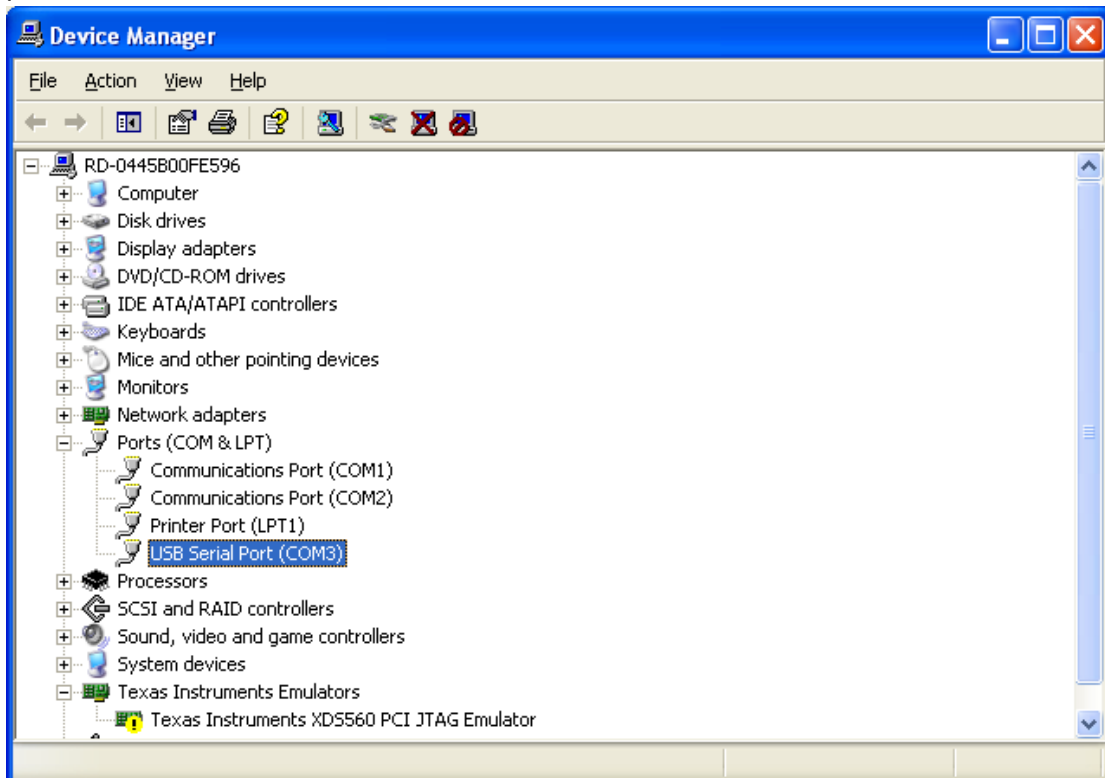 Device Manager
File Action View Help
RD-0445B00FE596
Computer
Disk drives
Display adapters
DVD/CD-ROM drives
IDE ATA/ATAPI controllers
Keyboards
Mice and other pointing devices
Monitors
Network adapters
Ports (COM & LPT)
Communications Port (COM1)
Communications Port (COM2)
Printer Port (LPT1)
USB Serial Port (COM3)
Processors
SCSI and RAID controllers
Sound, video and game controllers
System devices
Texas Instruments Emulators
Texas Instruments XDS560 PCI JTAG Emulator